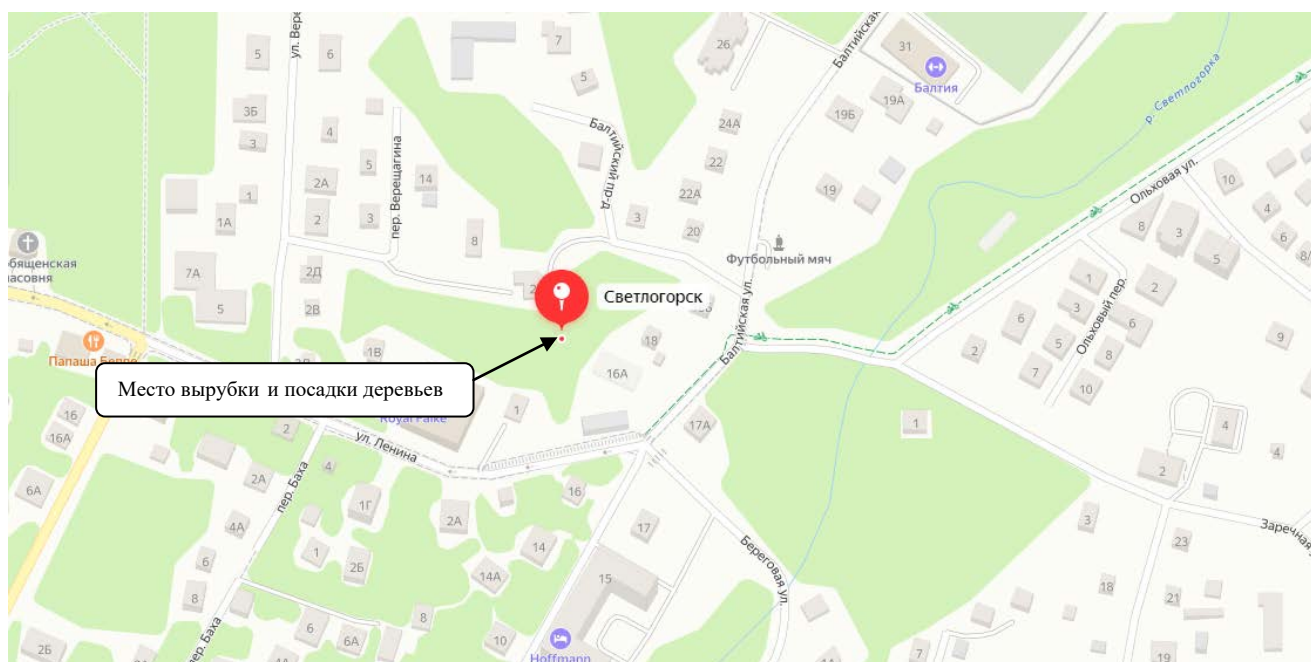 ул. Вере
5
6
7
5
26
Балтийская
31
Балтия
19А
19Б
р. Светлогорка
3Б
3
4
пер. Верещагина
5
14
Балтийский пр-д
24А
22
22А
19
Ольховая ул.
10
4
6
8
3
5
1
1А
2А
2
3
8
3
20
Футбольный мяч
7А
5
2Д
2В
Светлогорск
18
16А
Балтийская ул.
1
3
2
6
5
6
7
8
10
Ольховый пер.
2
9
Папаша Беппе
1В
Место вырубки и посадки деревьев
Royal Falke
1
17А
1
4
4
2
16
16А
2
ул. Ленина
4
пер. Баха
2А
6А
4А
1Г
2А
16
17
Береговая ул.
3
Заречная
23
6
1
2Б
14
14А
15
18
21
8
8
10
2Б
6
6А
4А
пер. Баха
Hoffmann
7
19